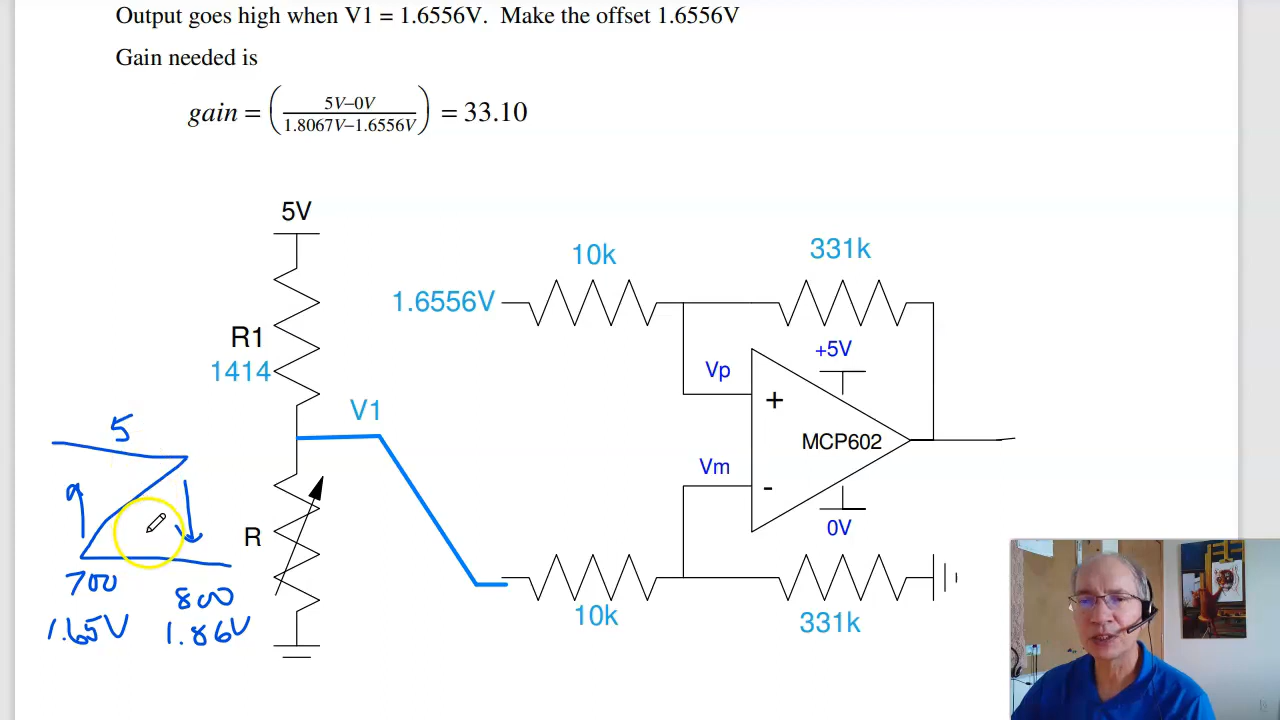 Output goes high when V1 = 1.6556V. Make the offset 1.6556V
Gain needed is
gain = (5V–0V / 1.8067V–1.6556V) = 33.10
5V
10k
331k
1.6556V
+5V
R1
1414
Vp
V1
+
MCP602
5
Vm
-
0V
R
700
800
1.65V
1.86V
10k
331k